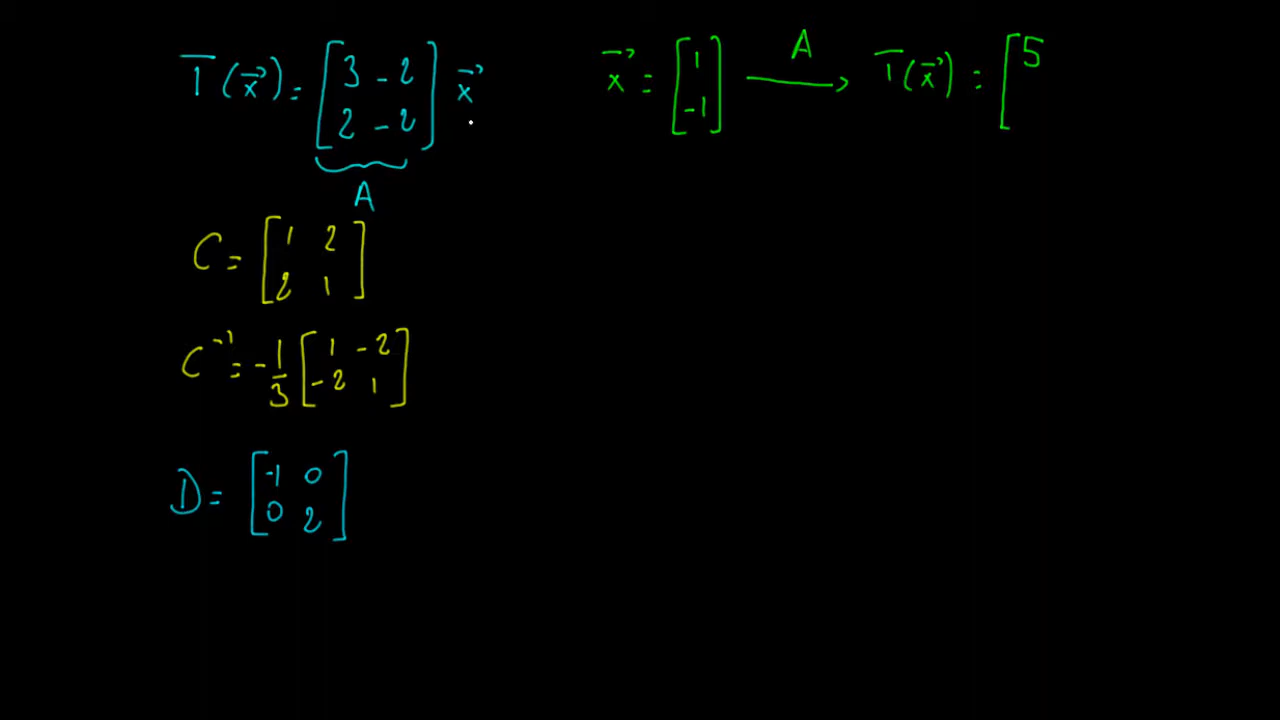 T(x⃗) = [3 -2; 2 -2] x⃗
A
x⃗ = [1; -1] A → T(x⃗) = [5
C = [1 2; 2 1]
C⁻¹ = -1/3 [1 -2; -2 1]
D = [-1 0; 0 2]